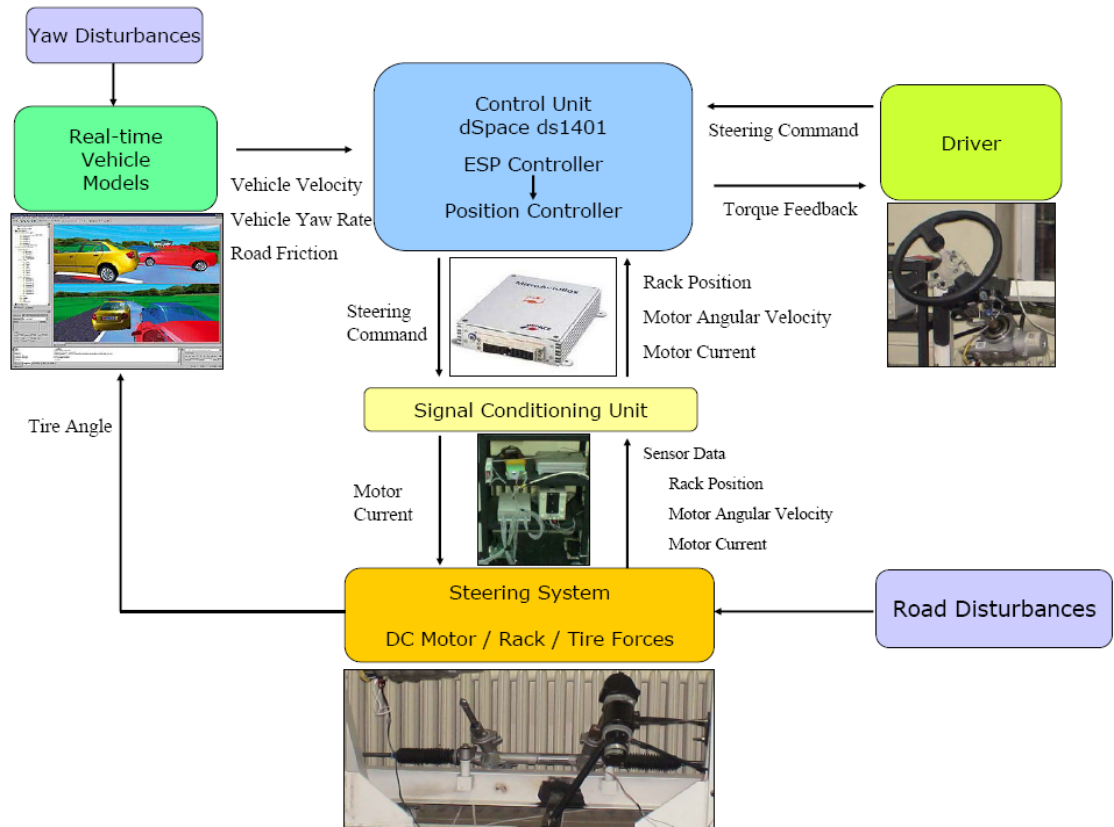 Yaw Disturbances
Real-time
Vehicle
Models
Vehicle Velocity
Vehicle Yaw Rate
Road Friction
Control Unit
dSpace ds1401
ESP Controller
Position Controller
Steering Command
Torque Feedback
Driver
Steering
Command
MicroAutoBox
Rack Position
Motor Angular Velocity
Motor Current
Signal Conditioning Unit
Tire Angle
Motor
Current
Sensor Data
Rack Position
Motor Angular Velocity
Motor Current
Steering System
DC Motor / Rack / Tire Forces
Road Disturbances